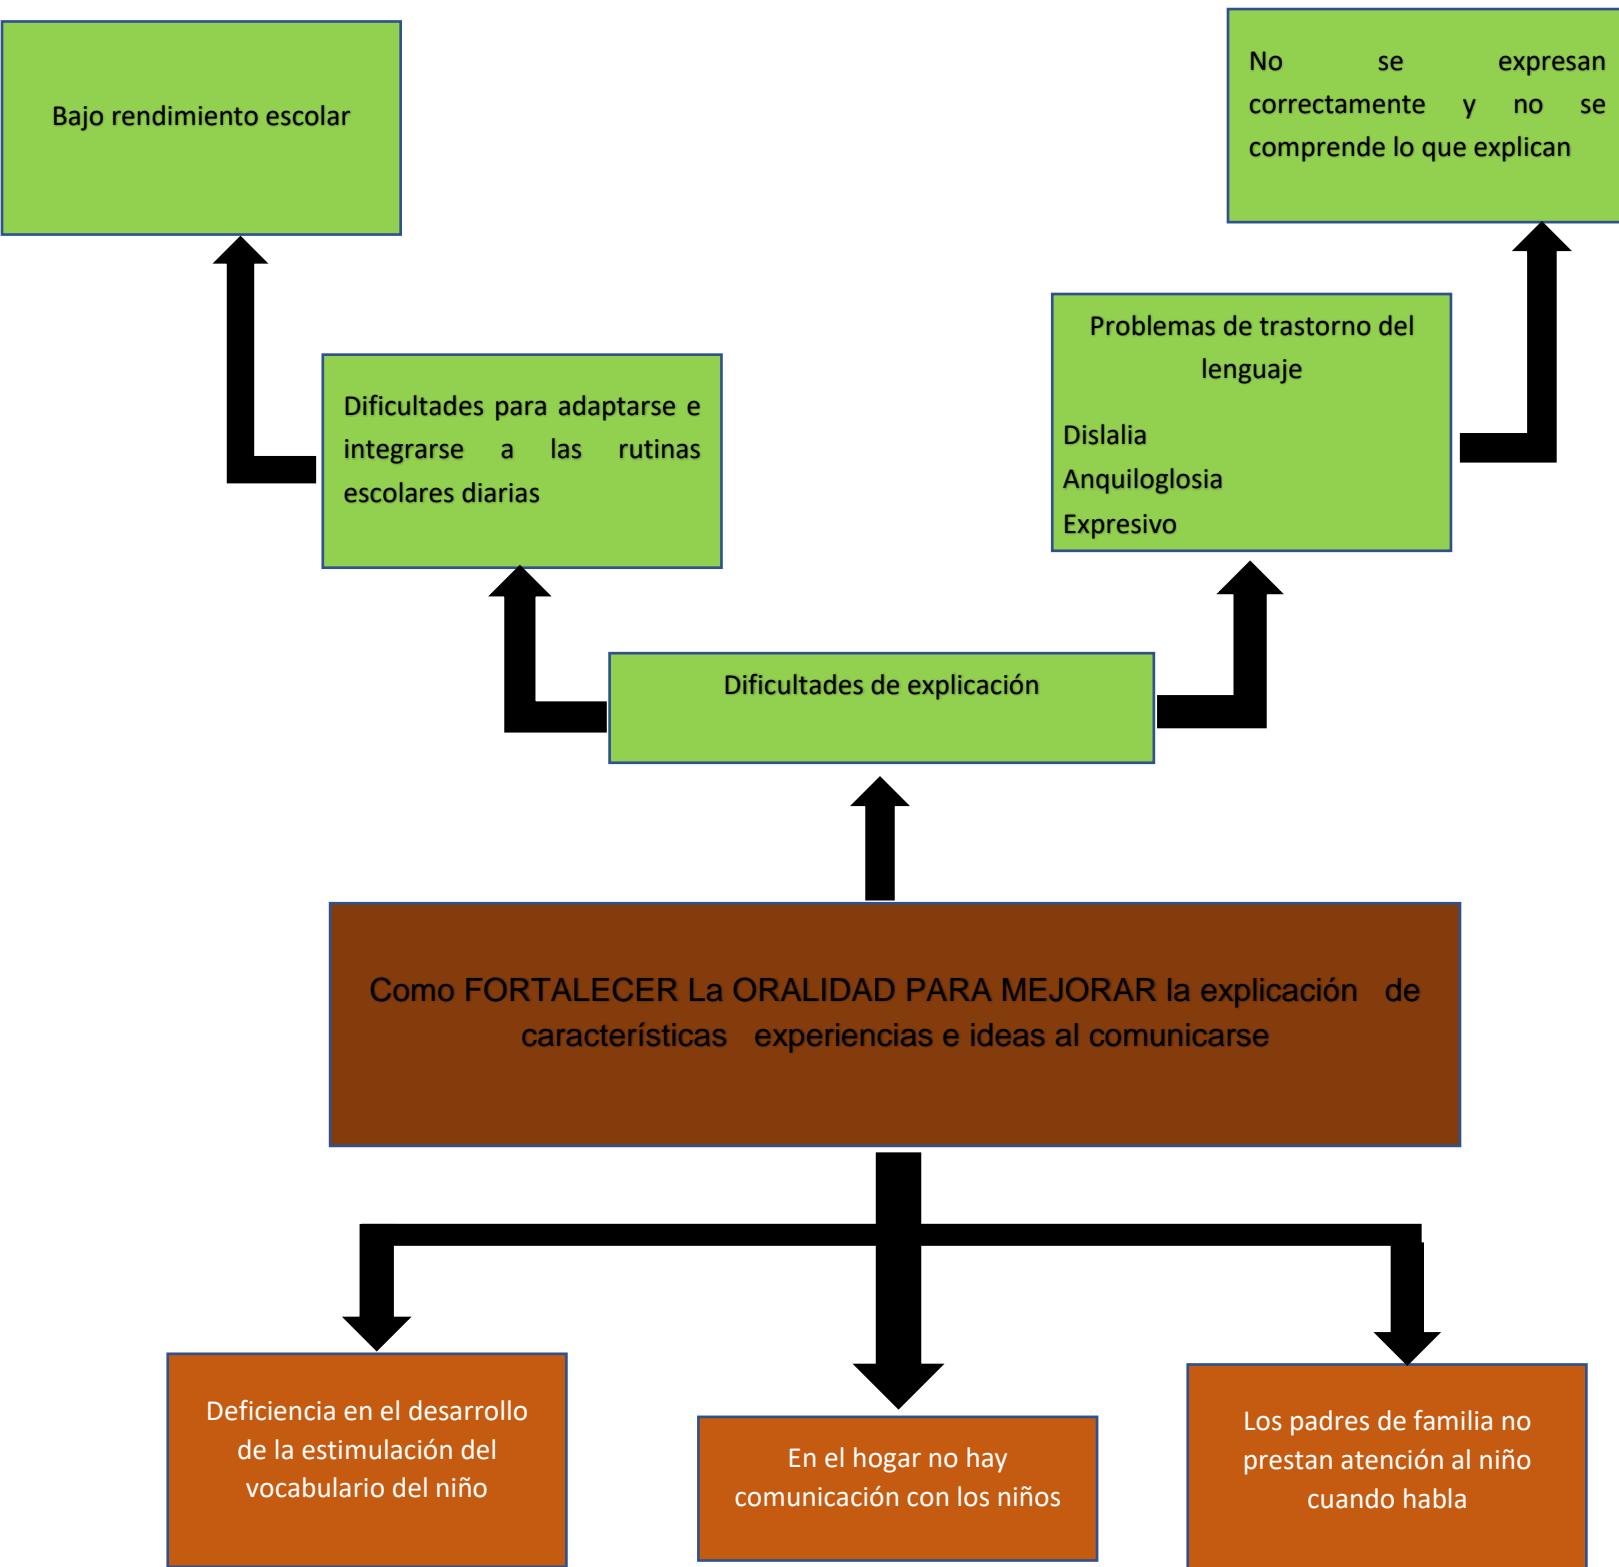 Bajo rendimiento escolar
No se expresan
correctamente y no se
comprende lo que explican
Problemas de trastorno del
lenguaje
Dislalia
Anquiloglosia
Expresivo
Dificultades para adaptarse e
integrarse a las rutinas
escolares diarias
Dificultades de explicación
Como FORTALECER La ORALIDAD PARA MEJORAR la explicación de
características experiencias e ideas al comunicarse
Deficiencia en el desarrollo
de la estimulación del
vocabulario del niño
En el hogar no hay
comunicación con los niños
Los padres de familia no
prestan atención al niño
cuando habla